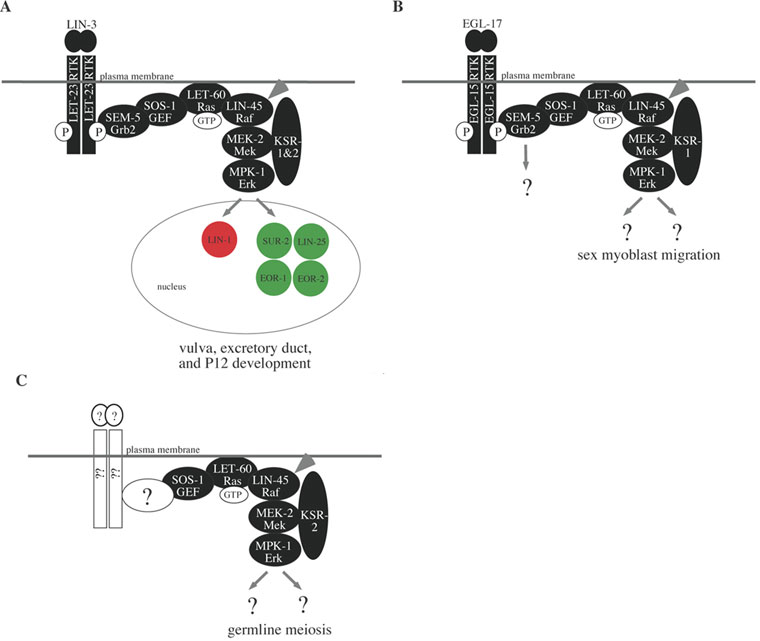 A
LIN-3
plasma membrane
LET-23 RTK
LET-23 RTK
P
P
SEM-5
Grb2
SOS-1
GEF
LET-60
Ras
GTP
LIN-45
Raf
MEK-2
Mek
MPK-1
Erk
KSR-
1&2
LIN-1
SUR-2
LIN-25
EOR-1
EOR-2
nucleus
vulva, excretory duct,
and P12 development
B
EGL-17
plasma membrane
EGL-15 RTK
EGL-15 RTK
P
P
SEM-5
Grb2
SOS-1
GEF
LET-60
Ras
GTP
LIN-45
Raf
MEK-2
Mek
MPK-1
Erk
KSR-
1
?
? ?
sex myoblast migration
C
? ?
plasma membrane
??
??
?
SOS-1
GEF
LET-60
Ras
GTP
LIN-45
Raf
MEK-2
Mek
MPK-1
Erk
KSR-
2
? ?
germline meiosis